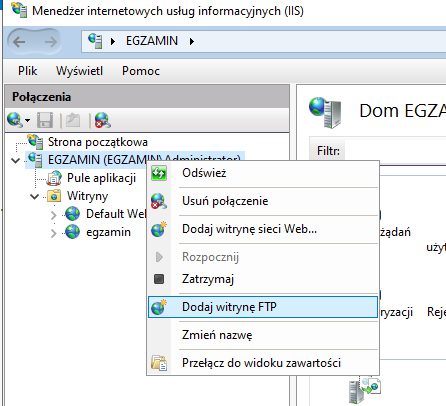 Menedżer internetowych usług informacyjnych (IIS)
EGZAMIN
Plik Wyświetl Pomoc
Połączenia
Strona początkowa
EGZAMIN (EGZAMIN\Administrator)
Pule aplikacji
Witryny
Default Web
egzamin
Odśwież
Usuń połączenie
Dodaj witrynę sieci Web...
Rozpocznij
Zatrzymaj
Dodaj witrynę FTP
Zmień nazwę
Przełącz do widoku zawartości
Dom EGZA
Filtr:
żądań
uży
ryzacji Reje